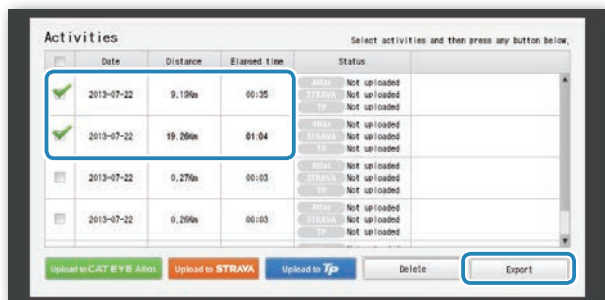 Activities
Select activities and then press any button below.
Date Distance Elapsed time Status
2013-07-22 9.19Km 00:35
Atlas Not uploaded
STRAVA Not uploaded
TP Not uploaded
2013-07-22 19.26Km 01:04
Atlas Not uploaded
STRAVA Not uploaded
TP Not uploaded
2013-07-22 0.27Km 00:03
Atlas Not uploaded
STRAVA Not uploaded
TP Not uploaded
2013-07-22 0.26Km 00:03
Atlas Not uploaded
STRAVA Not uploaded
TP Not uploaded
Upload to CATEYE Atlas Upload to STRAVA Upload to TP Delete Export